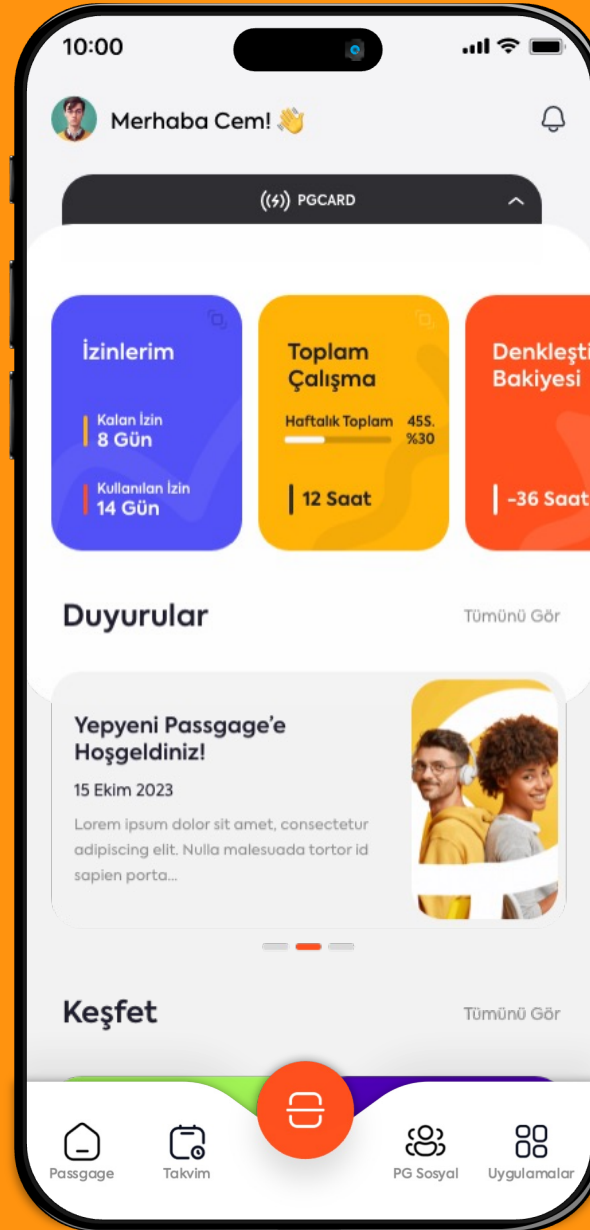 10:00
Merhaba Cem! 👋
PGCARD
İzinlerim
Kalan İzin
8 Gün
Kullanılan İzin
14 Gün
Toplam
Çalışma
Haftalık Toplam 45S.
%30
12 Saat
Denkleşti
Bakiyesi
-36 Saat
Duyurular
Tümünü Gör
Yepyeni Passgage’e
Hoşgeldiniz!
15 Ekim 2023
Lorem ipsum dolor sit amet, consectetur
adipiscing elit. Nulla malesuada tortor id
sapien porta...
Keşfet
Tümünü Gör
Passgage
Takvim
PG Sosyal
Uygulamalar